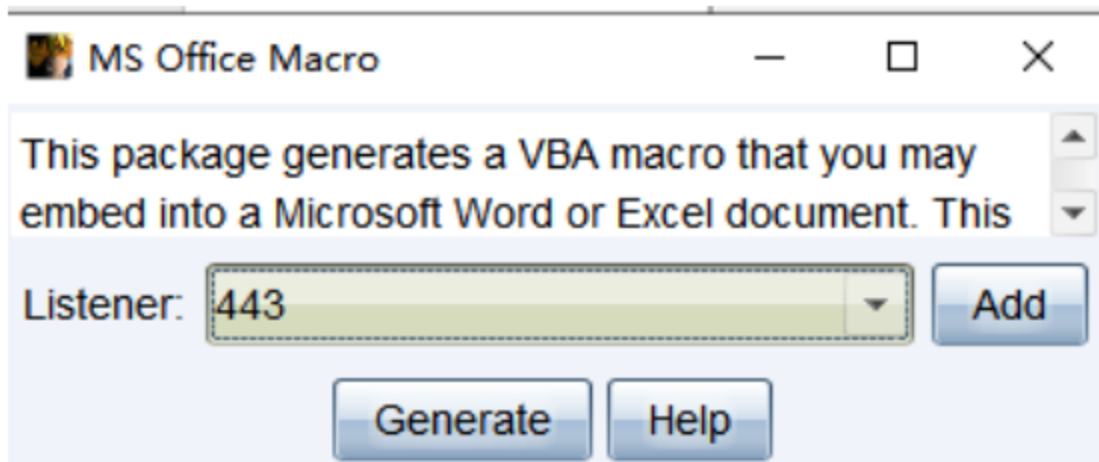 MS Office Macro
This package generates a VBA macro that you may
embed into a Microsoft Word or Excel document. This
Listener: 443 Add
Generate Help